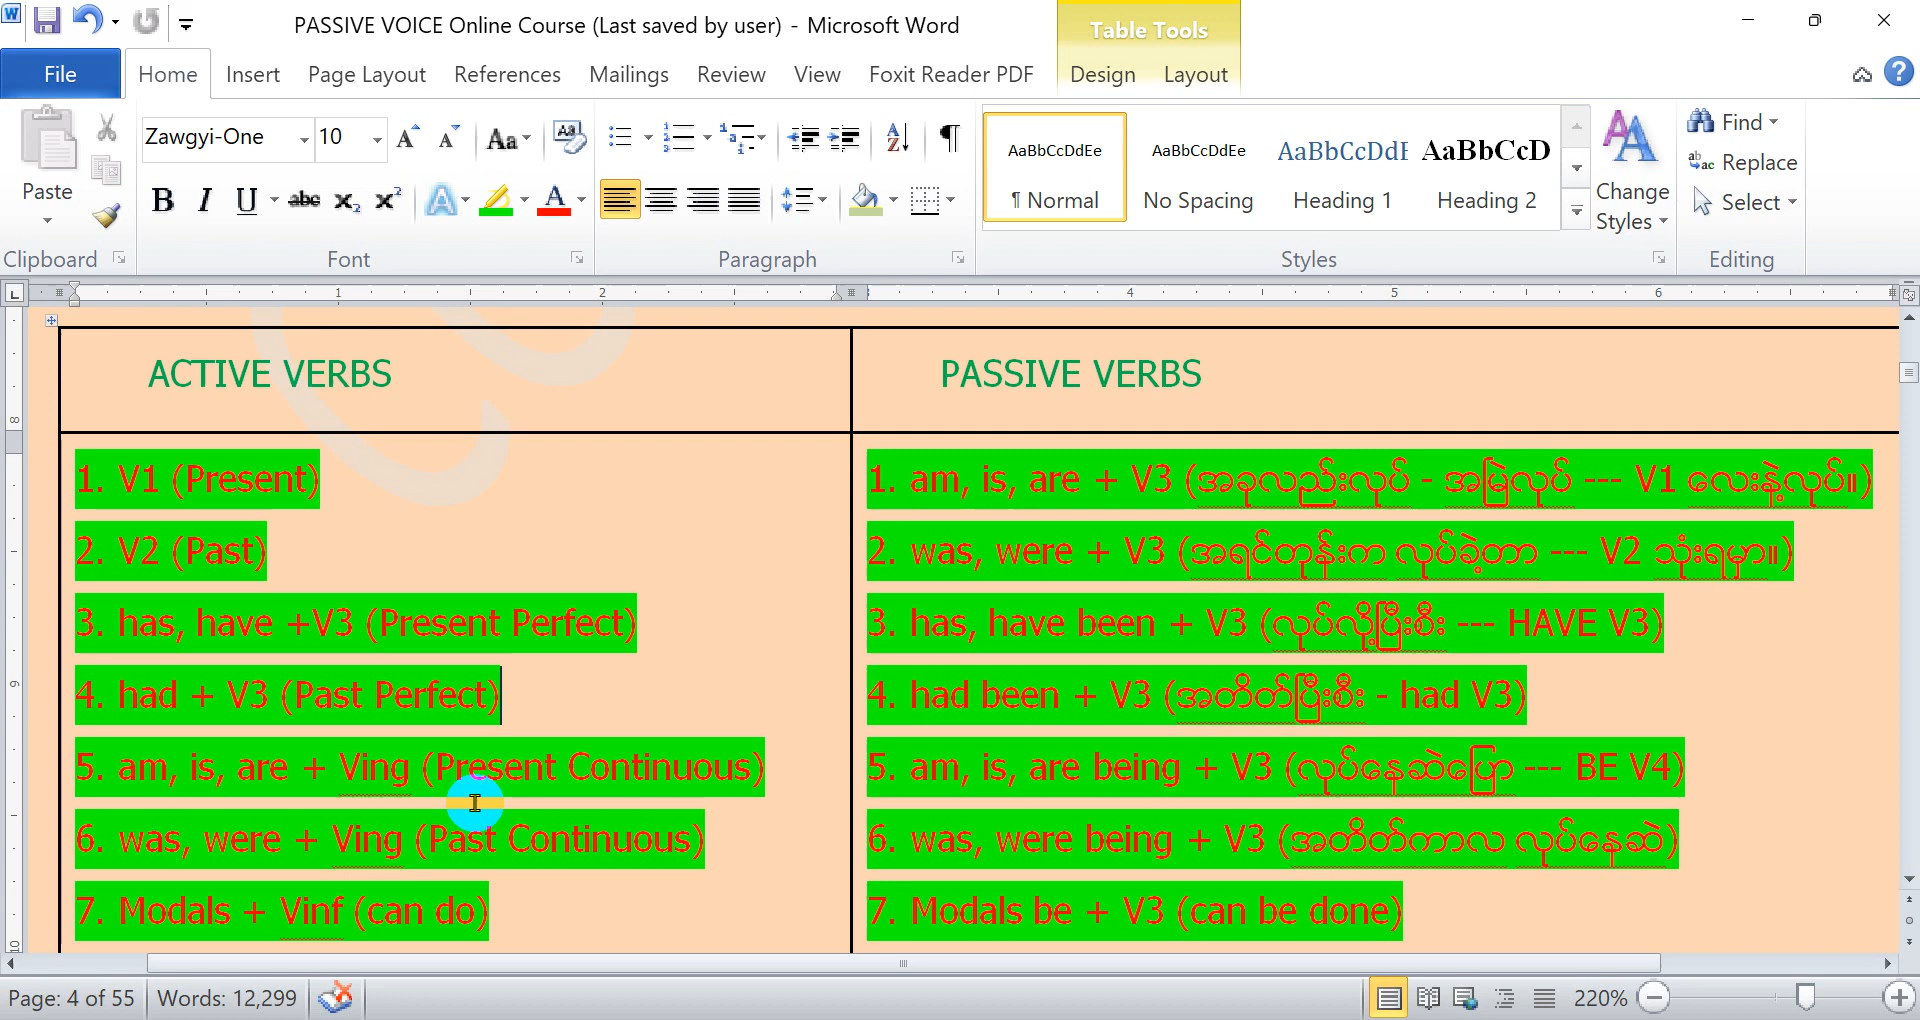 PASSIVE VOICE Online Course (Last saved by user) - Microsoft Word
Table Tools
File Home Insert Page Layout References Mailings Review View Foxit Reader PDF Design Layout
Zawgyi-One 10
AaBbCcDdEe AaBbCcDdEe AaBbCcDdE AaBbCcD
¶ Normal No Spacing Heading 1 Heading 2
Paste
Change Styles
Find
Replace
Select
Clipboard Font Paragraph Styles Editing
1 2 4 5 6
ACTIVE VERBS PASSIVE VERBS
1. V1 (Present) 1. am, is, are + V3 (အခုလည်းလုပ် - အမြဲလုပ် --- V1 လေးနဲ့လုပ်။)
2. V2 (Past) 2. was, were + V3 (အရင်တုန်းက လုပ်ခဲ့တာ --- V2 သုံးရမှာ။)
3. has, have +V3 (Present Perfect) 3. has, have been + V3 (လုပ်လို့ပြီးစီး --- HAVE V3)
4. had + V3 (Past Perfect) 4. had been + V3 (အတိတ်ပြီးစီး - had V3)
5. am, is, are + Ving (Present Continuous) 5. am, is, are being + V3 (လုပ်နေဆဲပြော --- BE V4)
6. was, were + Ving (Past Continuous) 6. was, were being + V3 (အတိတ်ကာလ လုပ်နေဆဲ)
7. Modals + Vinf (can do) 7. Modals be + V3 (can be done)
Page: 4 of 55 Words: 12,299 220%